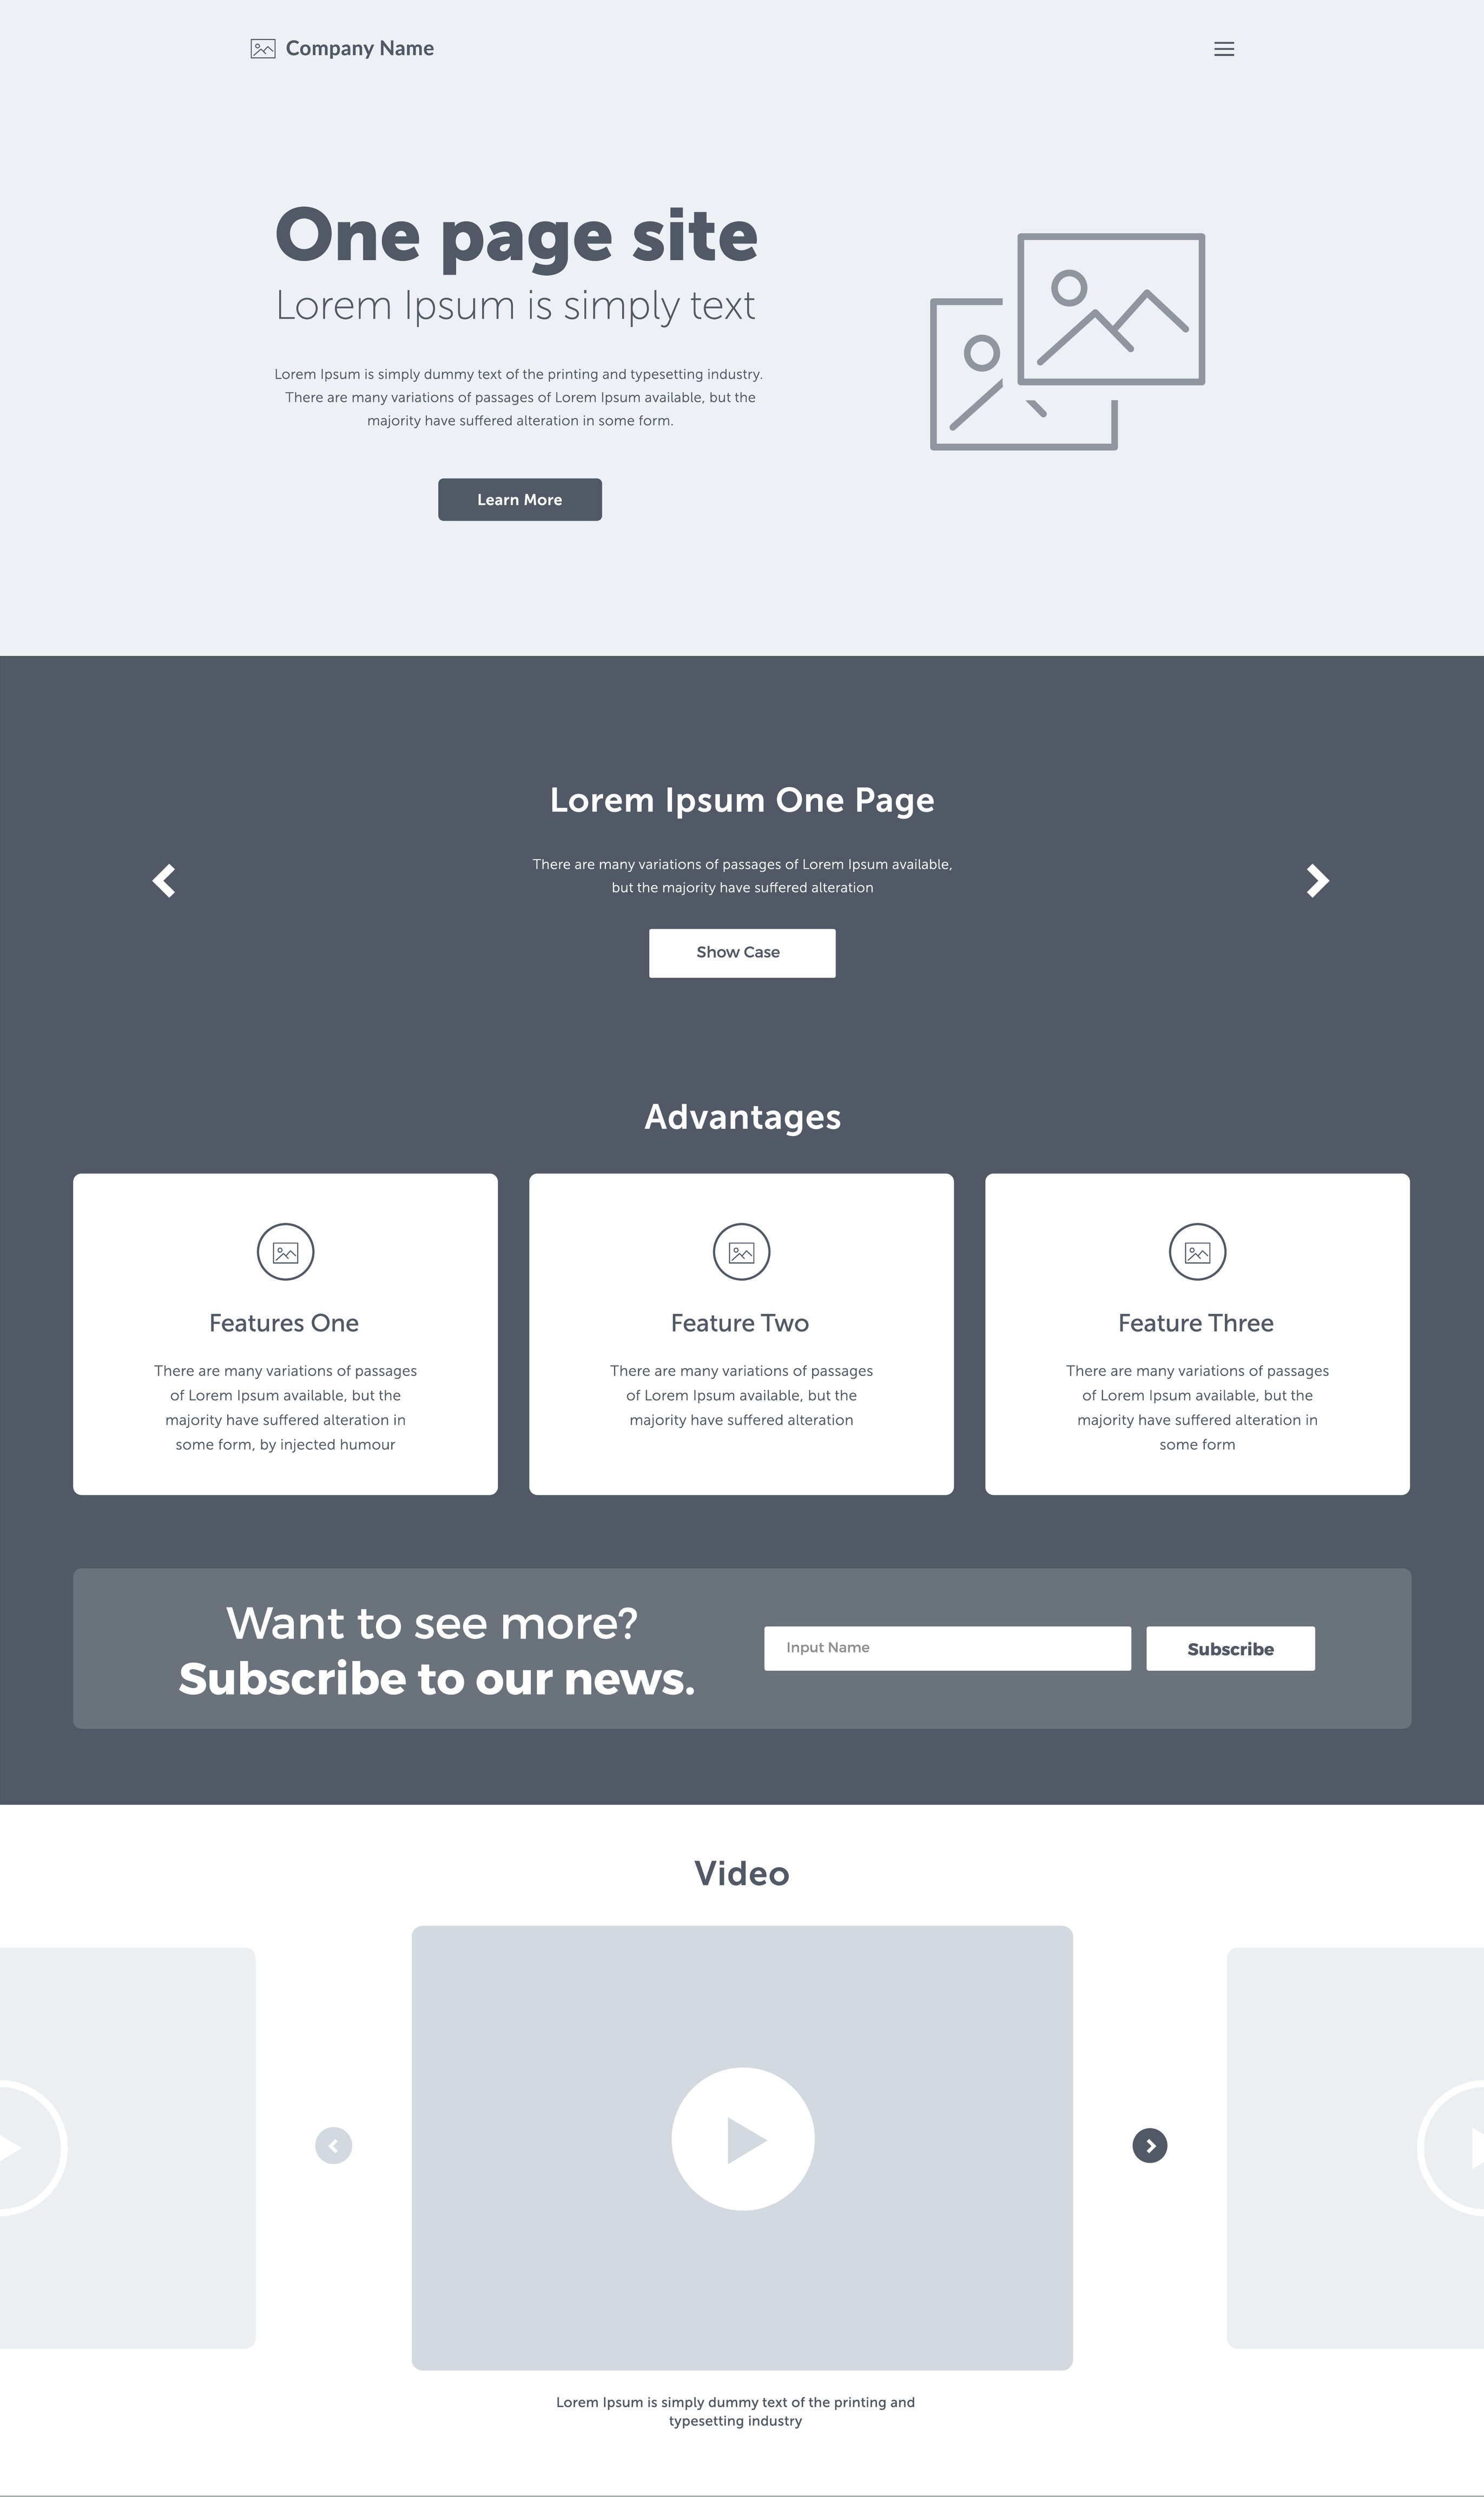 Company Name
One page site
Lorem Ipsum is simply text
Lorem Ipsum is simply dummy text of the printing and typesetting industry.
There are many variations of passages of Lorem Ipsum available, but the
majority have suffered alteration in some form.
Learn More
Lorem Ipsum One Page
There are many variations of passages of Lorem Ipsum available,
but the majority have suffered alteration
Show Case
Advantages
Features One
There are many variations of passages
of Lorem Ipsum available, but the
majority have suffered alteration in
some form, by injected humour
Feature Two
There are many variations of passages
of Lorem Ipsum available, but the
majority have suffered alteration
Feature Three
There are many variations of passages
of Lorem Ipsum available, but the
majority have suffered alteration in
some form
Want to see more?
Subscribe to our news.
Input Name
Subscribe
Video
Lorem Ipsum is simply dummy text of the printing and
typesetting industry